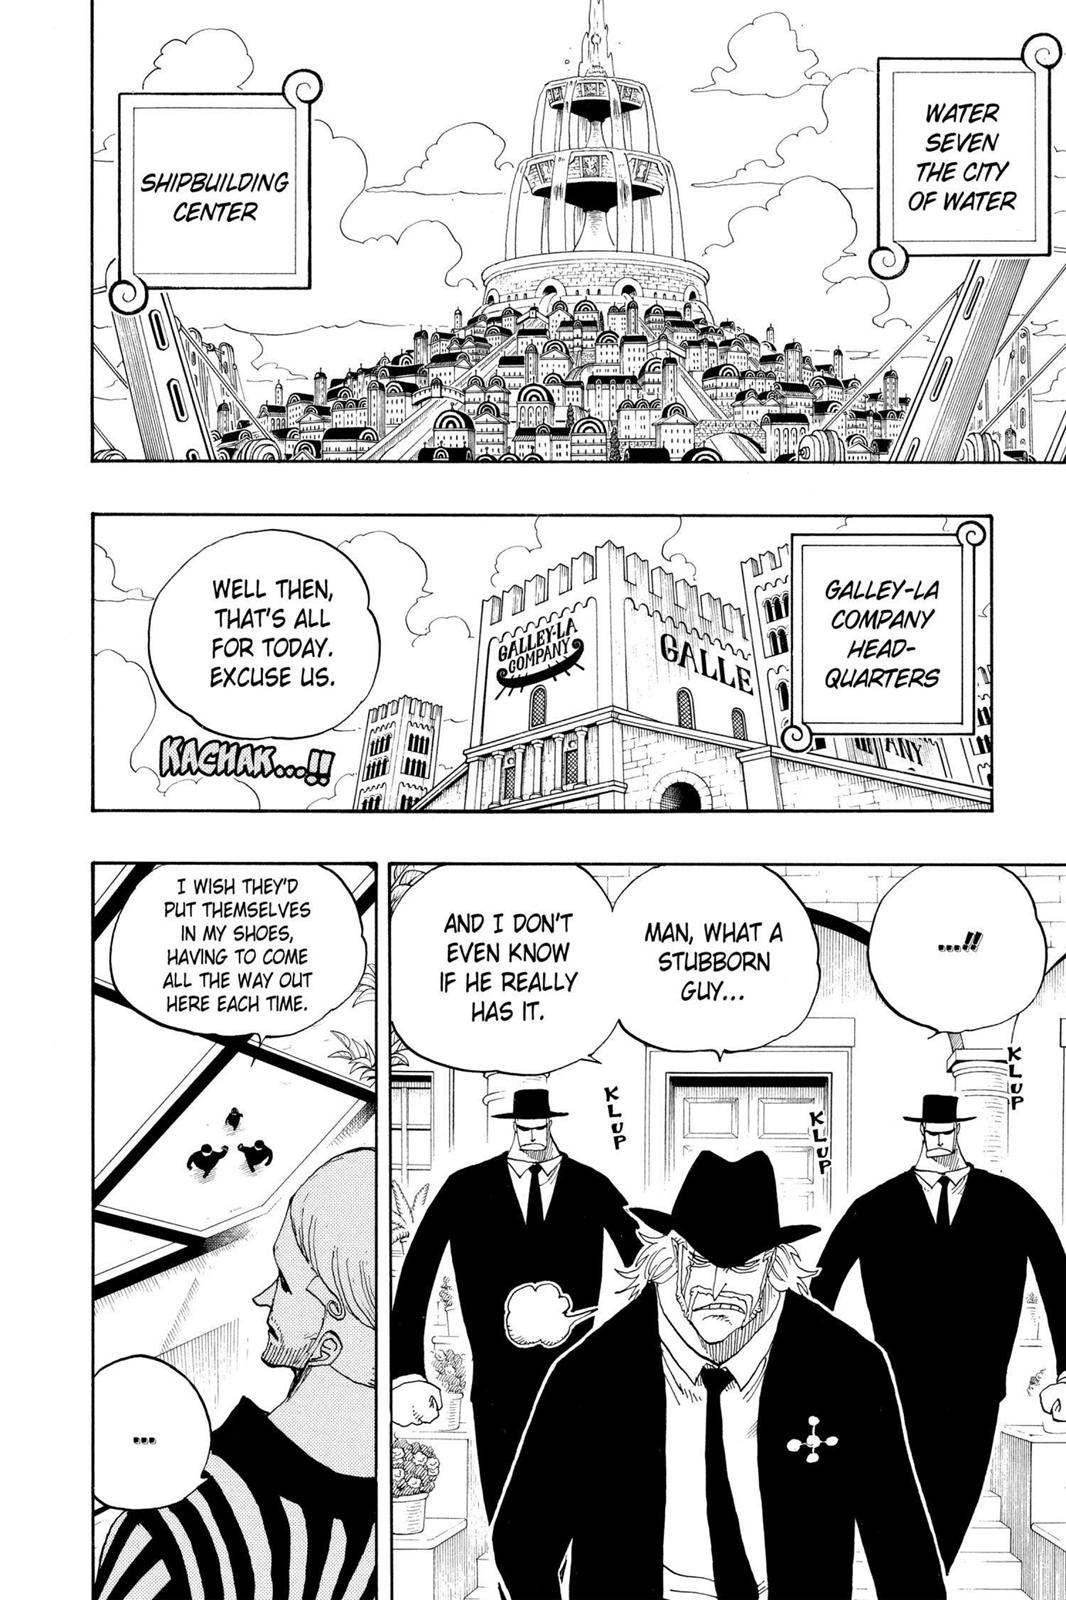 WATER
SEVEN
THE CITY
OF WATER
SHIPBUILDING
CENTER
GALLEY-LA
COMPANY
HEAD-
QUARTERS
GALLEY-LA
COMPANY
GALLE
ANY
WELL THEN,
THAT'S ALL
FOR TODAY.
EXCUSE US.
KACHAK...!!
...!!
KLUP
MAN, WHAT A
STUBBORN
GUY...
KLUP
AND I DON'T
EVEN KNOW
IF HE REALLY
HAS IT.
KLUP
I WISH THEY'D
PUT THEMSELVES
IN MY SHOES,
HAVING TO COME
ALL THE WAY OUT
HERE EACH TIME.
...